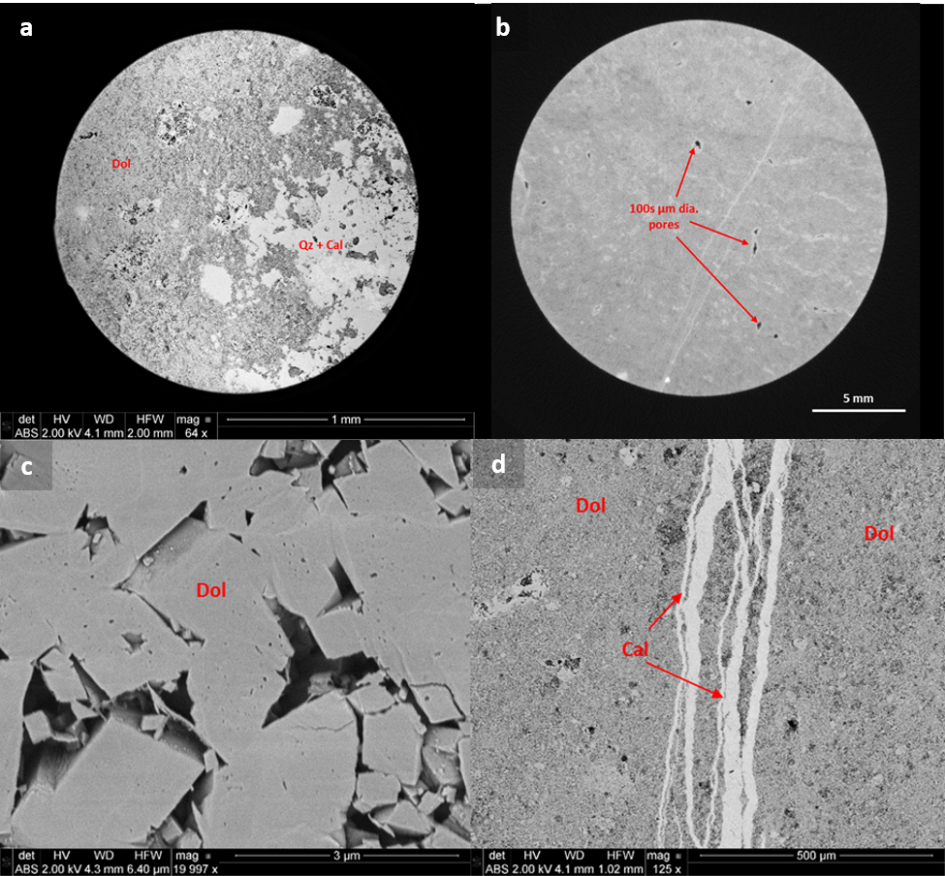 a
Dol
Qz + Cal
det HV WD HFW mag
ABS 2.00 kV 4.1 mm 2.00 mm 64 x
1 mm
b
100s µm dia.
pores
5 mm
c
Dol
det HV WD HFW mag
ABS 2.00 kV 4.3 mm 6.40 µm 19 997 x
3 µm
d
Dol
Dol
Cal
det HV WD HFW mag
ABS 2.00 kV 4.1 mm 1.02 mm 125 x
500 µm